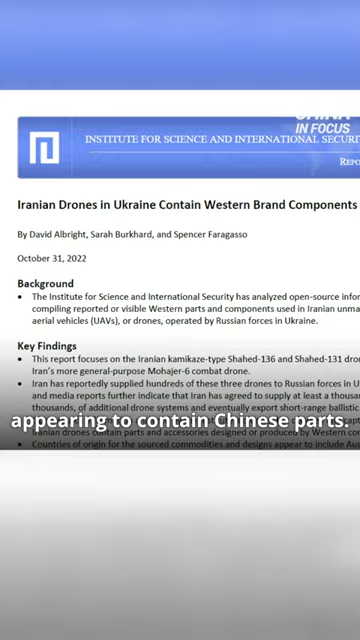 CHINA
IN FOCUS
INSTITUTE FOR SCIENCE AND INTERNATIONAL SECURI
REPO
Iranian Drones in Ukraine Contain Western Brand Components
By David Albright, Sarah Burkhard, and Spencer Faragasso
October 31, 2022
Background
• The Institute for Science and International Security has analyzed open-source infor
compiling reported or visible Western parts and components used in Iranian unma
aerial vehicles (UAVs), or drones, operated by Russian forces in Ukraine.
Key Findings
• This report focuses on the Iranian kamikaze-type Shahed-136 and Shahed-131 dron
Iran's more general-purpose Mohajer-6 combat drone.
• Iran has reportedly supplied hundreds of these three drones to Russian forces in U
and media reports further indicate that Iran has agreed to supply at least a thousa
thousands, of additional drone systems and eventually export short-range ballistic
appearing to contain Chinese parts.
Iranian drones contain parts and accessories designed or produced by Western co
• Countries of origin for the sourced commodities and designs appear to include Aus